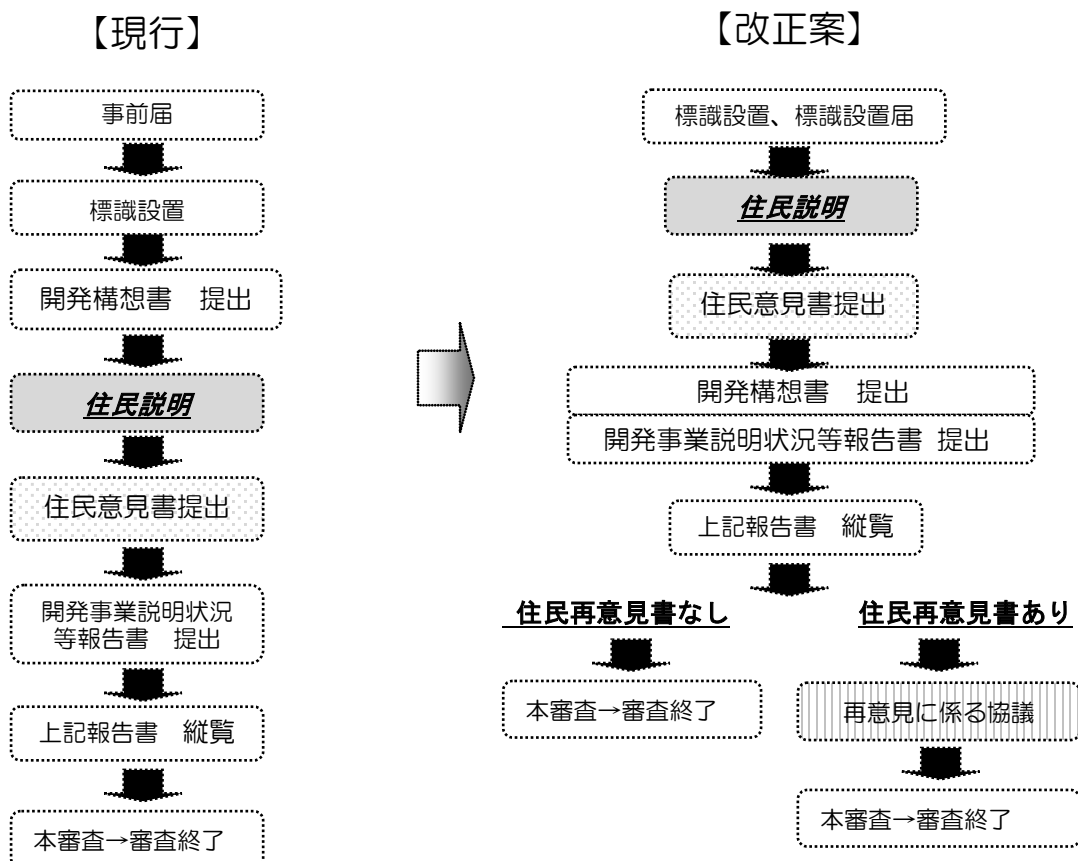 【現行】
事前届
標識設置
開発構想書　提出
住民説明
住民意見書提出
開発事業説明状況
等報告書　提出
上記報告書　縦覧
本審査→審査終了
【改正案】
標識設置、標識設置届
住民説明
住民意見書提出
開発構想書　提出
開発事業説明状況等報告書 提出
上記報告書　縦覧
住民再意見書なし
本審査→審査終了
住民再意見書あり
再意見に係る協議
本審査→審査終了